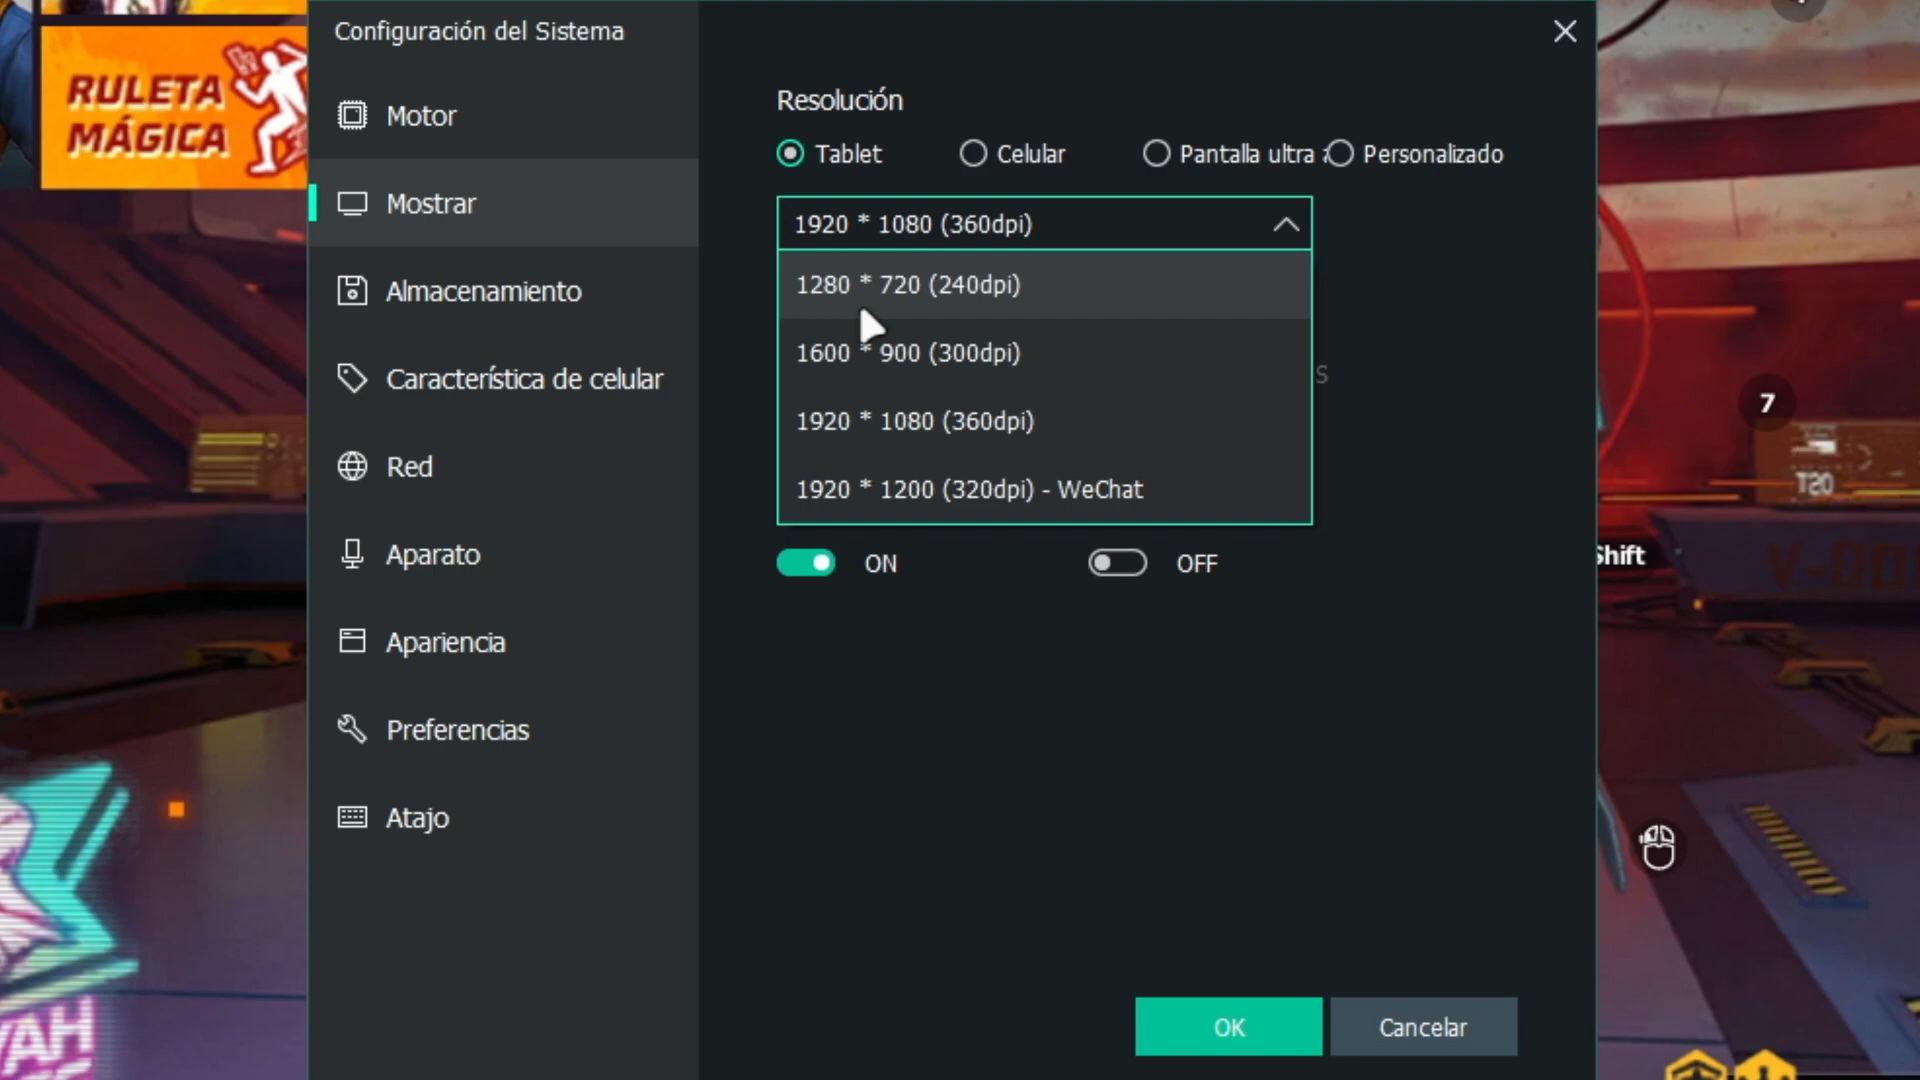 Configuración del Sistema
RULETA
MÁGICA
Motor
Mostrar
Almacenamiento
Característica de celular
Red
Aparato
Apariencia
Preferencias
Atajo
Resolución
Tablet
Celular
Pantalla ultra
Personalizado
1920 * 1080 (360dpi)
1280 * 720 (240dpi)
1600 * 900 (300dpi)
1920 * 1080 (360dpi)
1920 * 1200 (320dpi) - WeChat
s
ON
OFF
OK
Cancelar
7
Shift